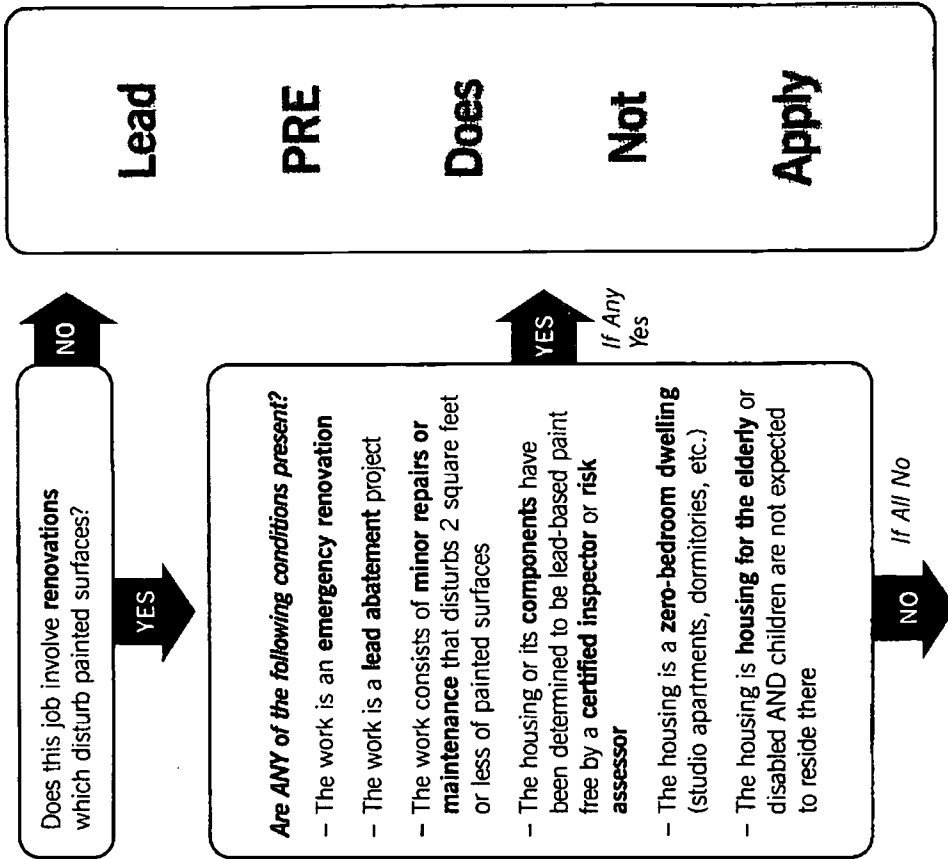 Does this job involve renovations
which disturb painted surfaces?
NO
YES
Are ANY of the following conditions present?
– The work is an emergency renovation
– The work is a lead abatement project
– The work consists of minor repairs or
maintenance that disturbs 2 square feet
or less of painted surfaces
– The housing or its components have
been determined to be lead-based paint
free by a certified inspector or risk
assessor
– The housing is a zero-bedroom dwelling
(studio apartments, dormitories, etc.)
– The housing is housing for the elderly or
disabled AND children are not expected
to reside there
YES
If Any
Yes
NO
If All No
Lead
PRE
Does
Not
Apply